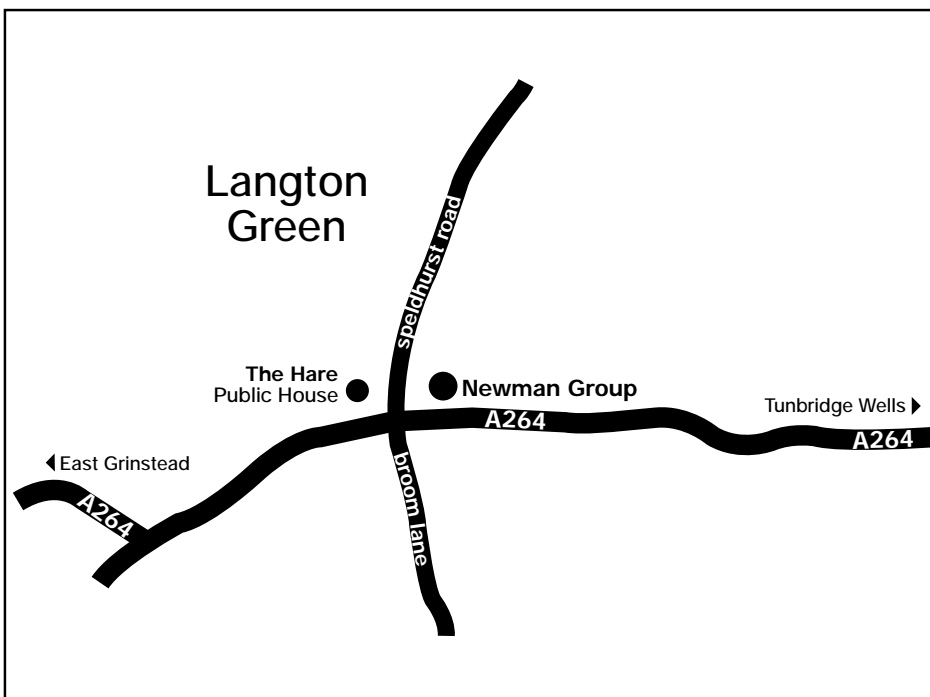 Langton
Green
speldhurst road
The Hare
Public House
Newman Group
Tunbridge Wells
A264
A264
East Grinstead
broom lane
A264